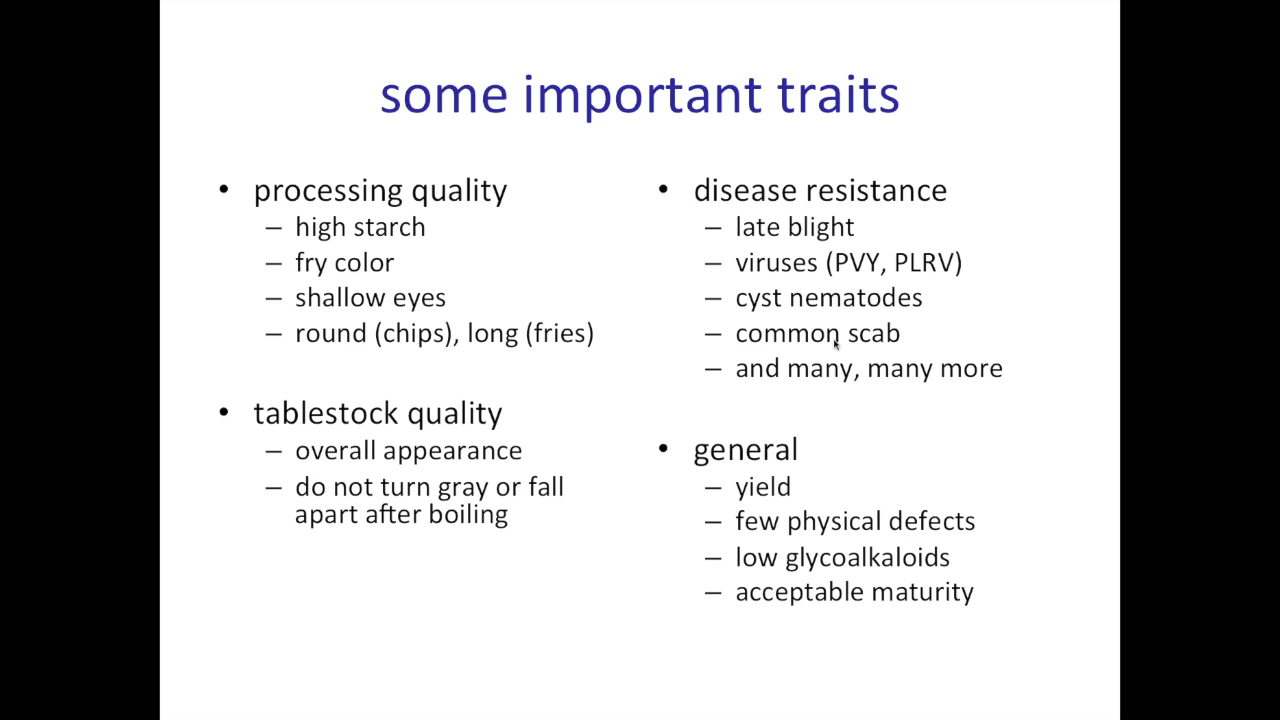 some important traits
• processing quality
– high starch
– fry color
– shallow eyes
– round (chips), long (fries)
• tablestock quality
– overall appearance
– do not turn gray or fall
apart after boiling
• disease resistance
– late blight
– viruses (PVY, PLRV)
– cyst nematodes
– common scab
– and many, many more
• general
– yield
– few physical defects
– low glycoalkaloids
– acceptable maturity